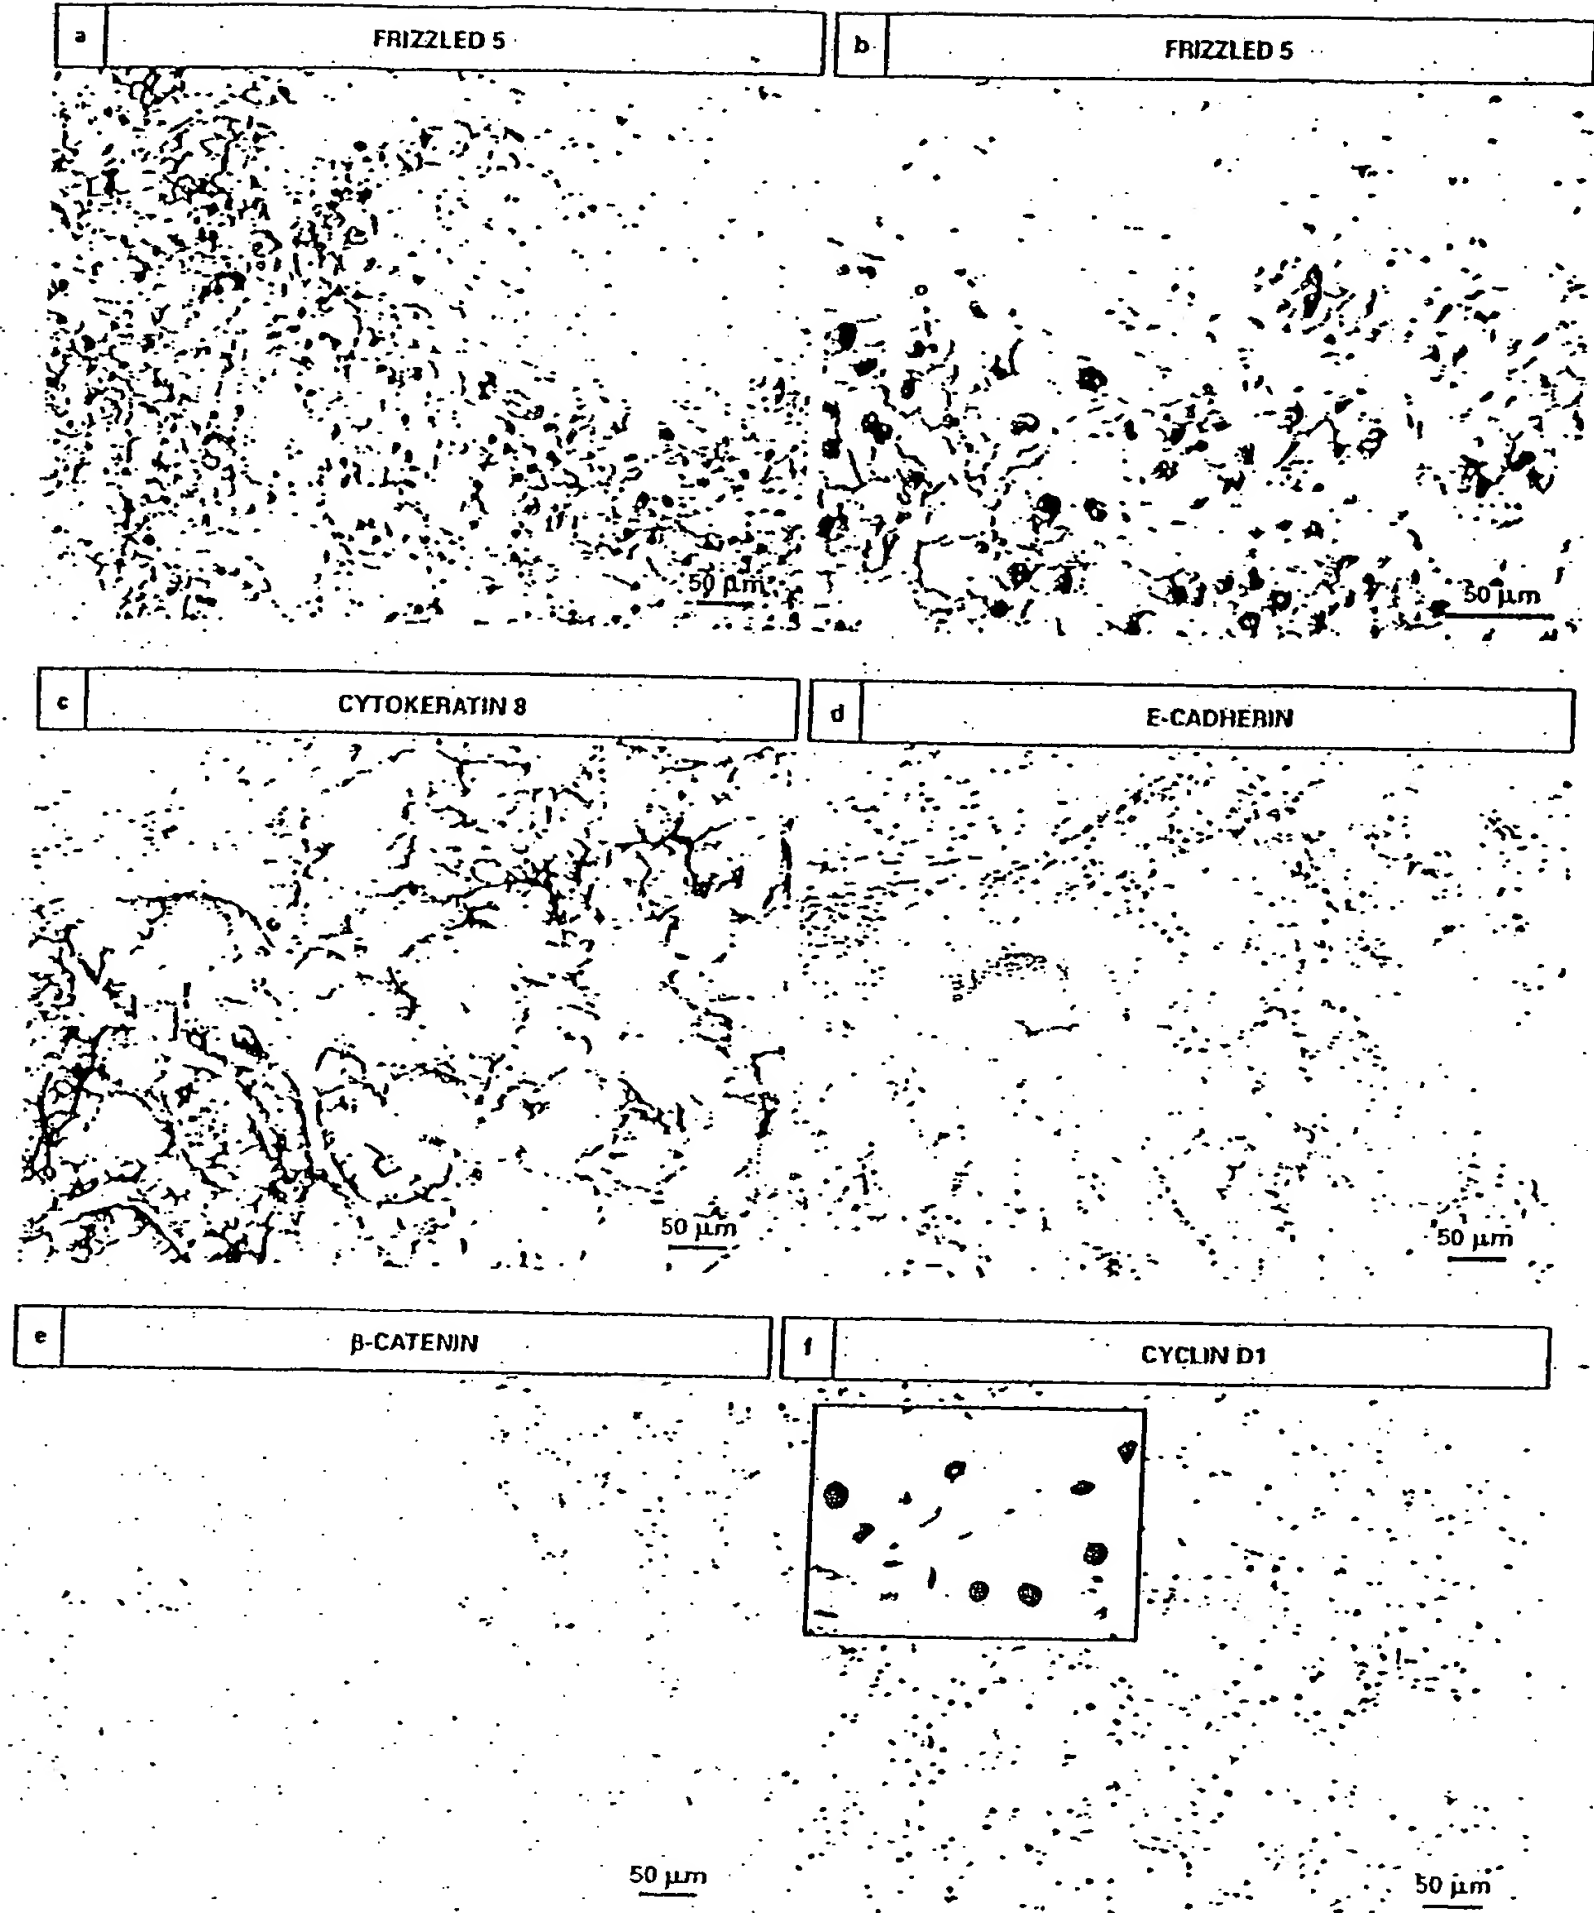 a FRIZZLED 5
b FRIZZLED 5
50 μm
50 μm
c CYTOKERATIN 8
d E-CADHERIN
50 μm
50 μm
e β-CATENIN
f CYCLIN D1
50 μm
50 μm